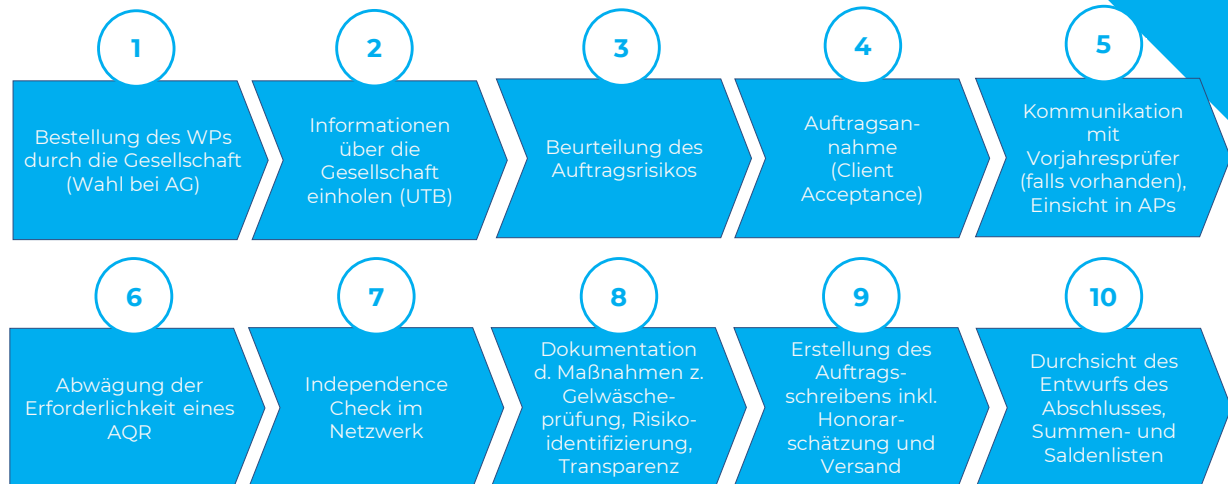 1
Bestellung des WPs
durch die Gesellschaft
(Wahl bei AG)
2
Informationen
über die
Gesellschaft
einholen (UTB)
3
Beurteilung des
Auftragsrisikos
4
Auftragsan-
nahme
(Client
Acceptance)
5
Kommunikation
mit
Vorjahresprüfer
(falls vorhanden),
Einsicht in APs
6
Abwägung der
Erforderlichkeit eines
AQR
7
Independence
Check im
Netzwerk
8
Dokumentation
d. Maßnahmen z.
Gelwäsche-
prüfung, Risiko-
identifizierung,
Transparenz
9
Erstellung des
Auftrags-
schreibens inkl.
Honorar-
schätzung und
Versand
10
Durchsicht des
Entwurfs des
Abschlusses,
Summen- und
Saldenlisten